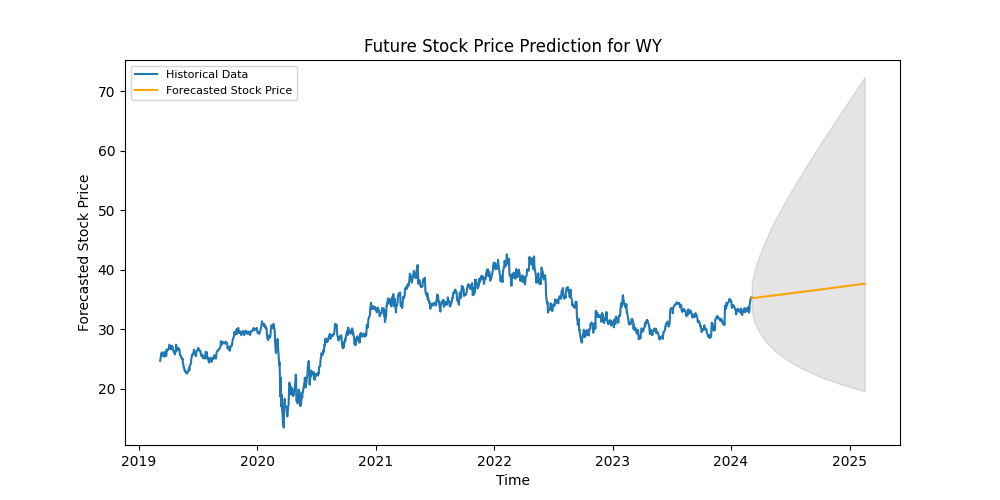 Future Stock Price Prediction for WY
Historical Data
Forecasted Stock Price
Forecasted Stock Price
70
60
50
40
30
20
2019
2020
2021
2022
2023
2024
2025
Time